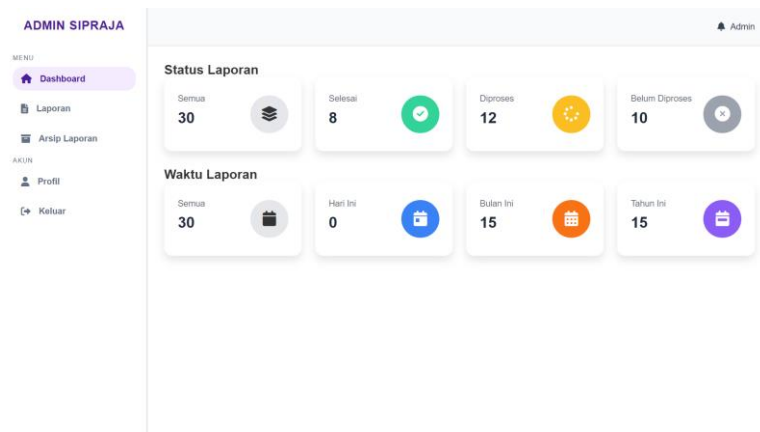 ADMIN SIPRAJA
Admin
MENU
Dashboard
Laporan
Arsip Laporan
AKUN
Profil
Keluar
Status Laporan
Semua
30
Selesai
8
Diproses
12
Belum Diproses
10
Waktu Laporan
Semua
30
Hari Ini
0
Bulan Ini
15
Tahun Ini
15